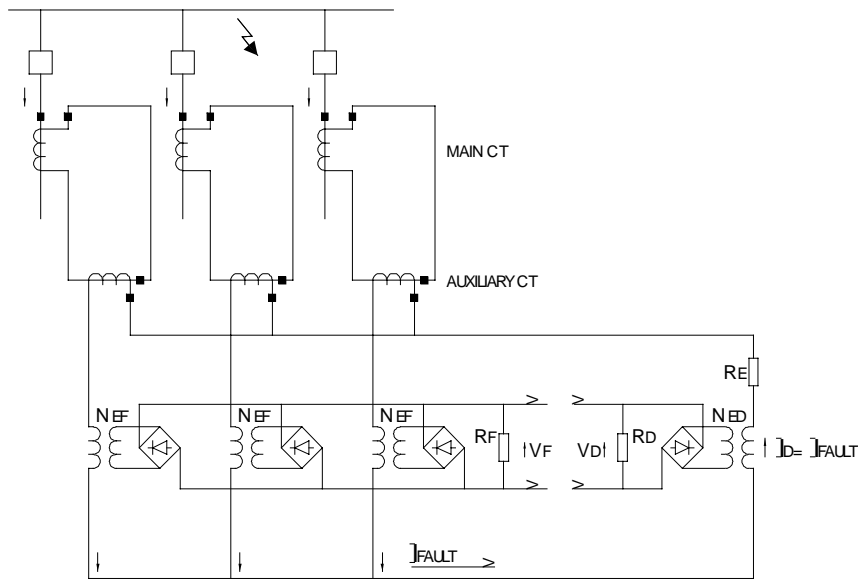 MAIN CT
AUXILIARY CT
RE
NEF
NEF
NEF
NED
RF
VF
VD
RD
ID= IFAULT
IFAULT